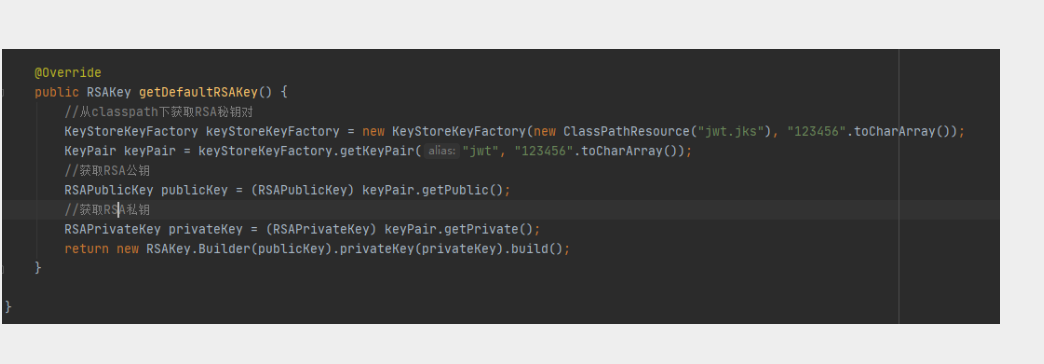 @Override
public RSAKey getDefaultRSAKey() {
//从classpath下获取RSA秘钥对
KeyStoreKeyFactory keyStoreKeyFactory = new KeyStoreKeyFactory(new ClassPathResource("jwt.jks"), "123456".toCharArray());
KeyPair keyPair = keyStoreKeyFactory.getKeyPair( alias: "jwt", "123456".toCharArray());
//获取RSA公钥
RSAPublicKey publicKey = (RSAPublicKey) keyPair.getPublic();
//获取RSA私钥
RSAPrivateKey privateKey = (RSAPrivateKey) keyPair.getPrivate();
return new RSAKey.Builder(publicKey).privateKey(privateKey).build();
}
}